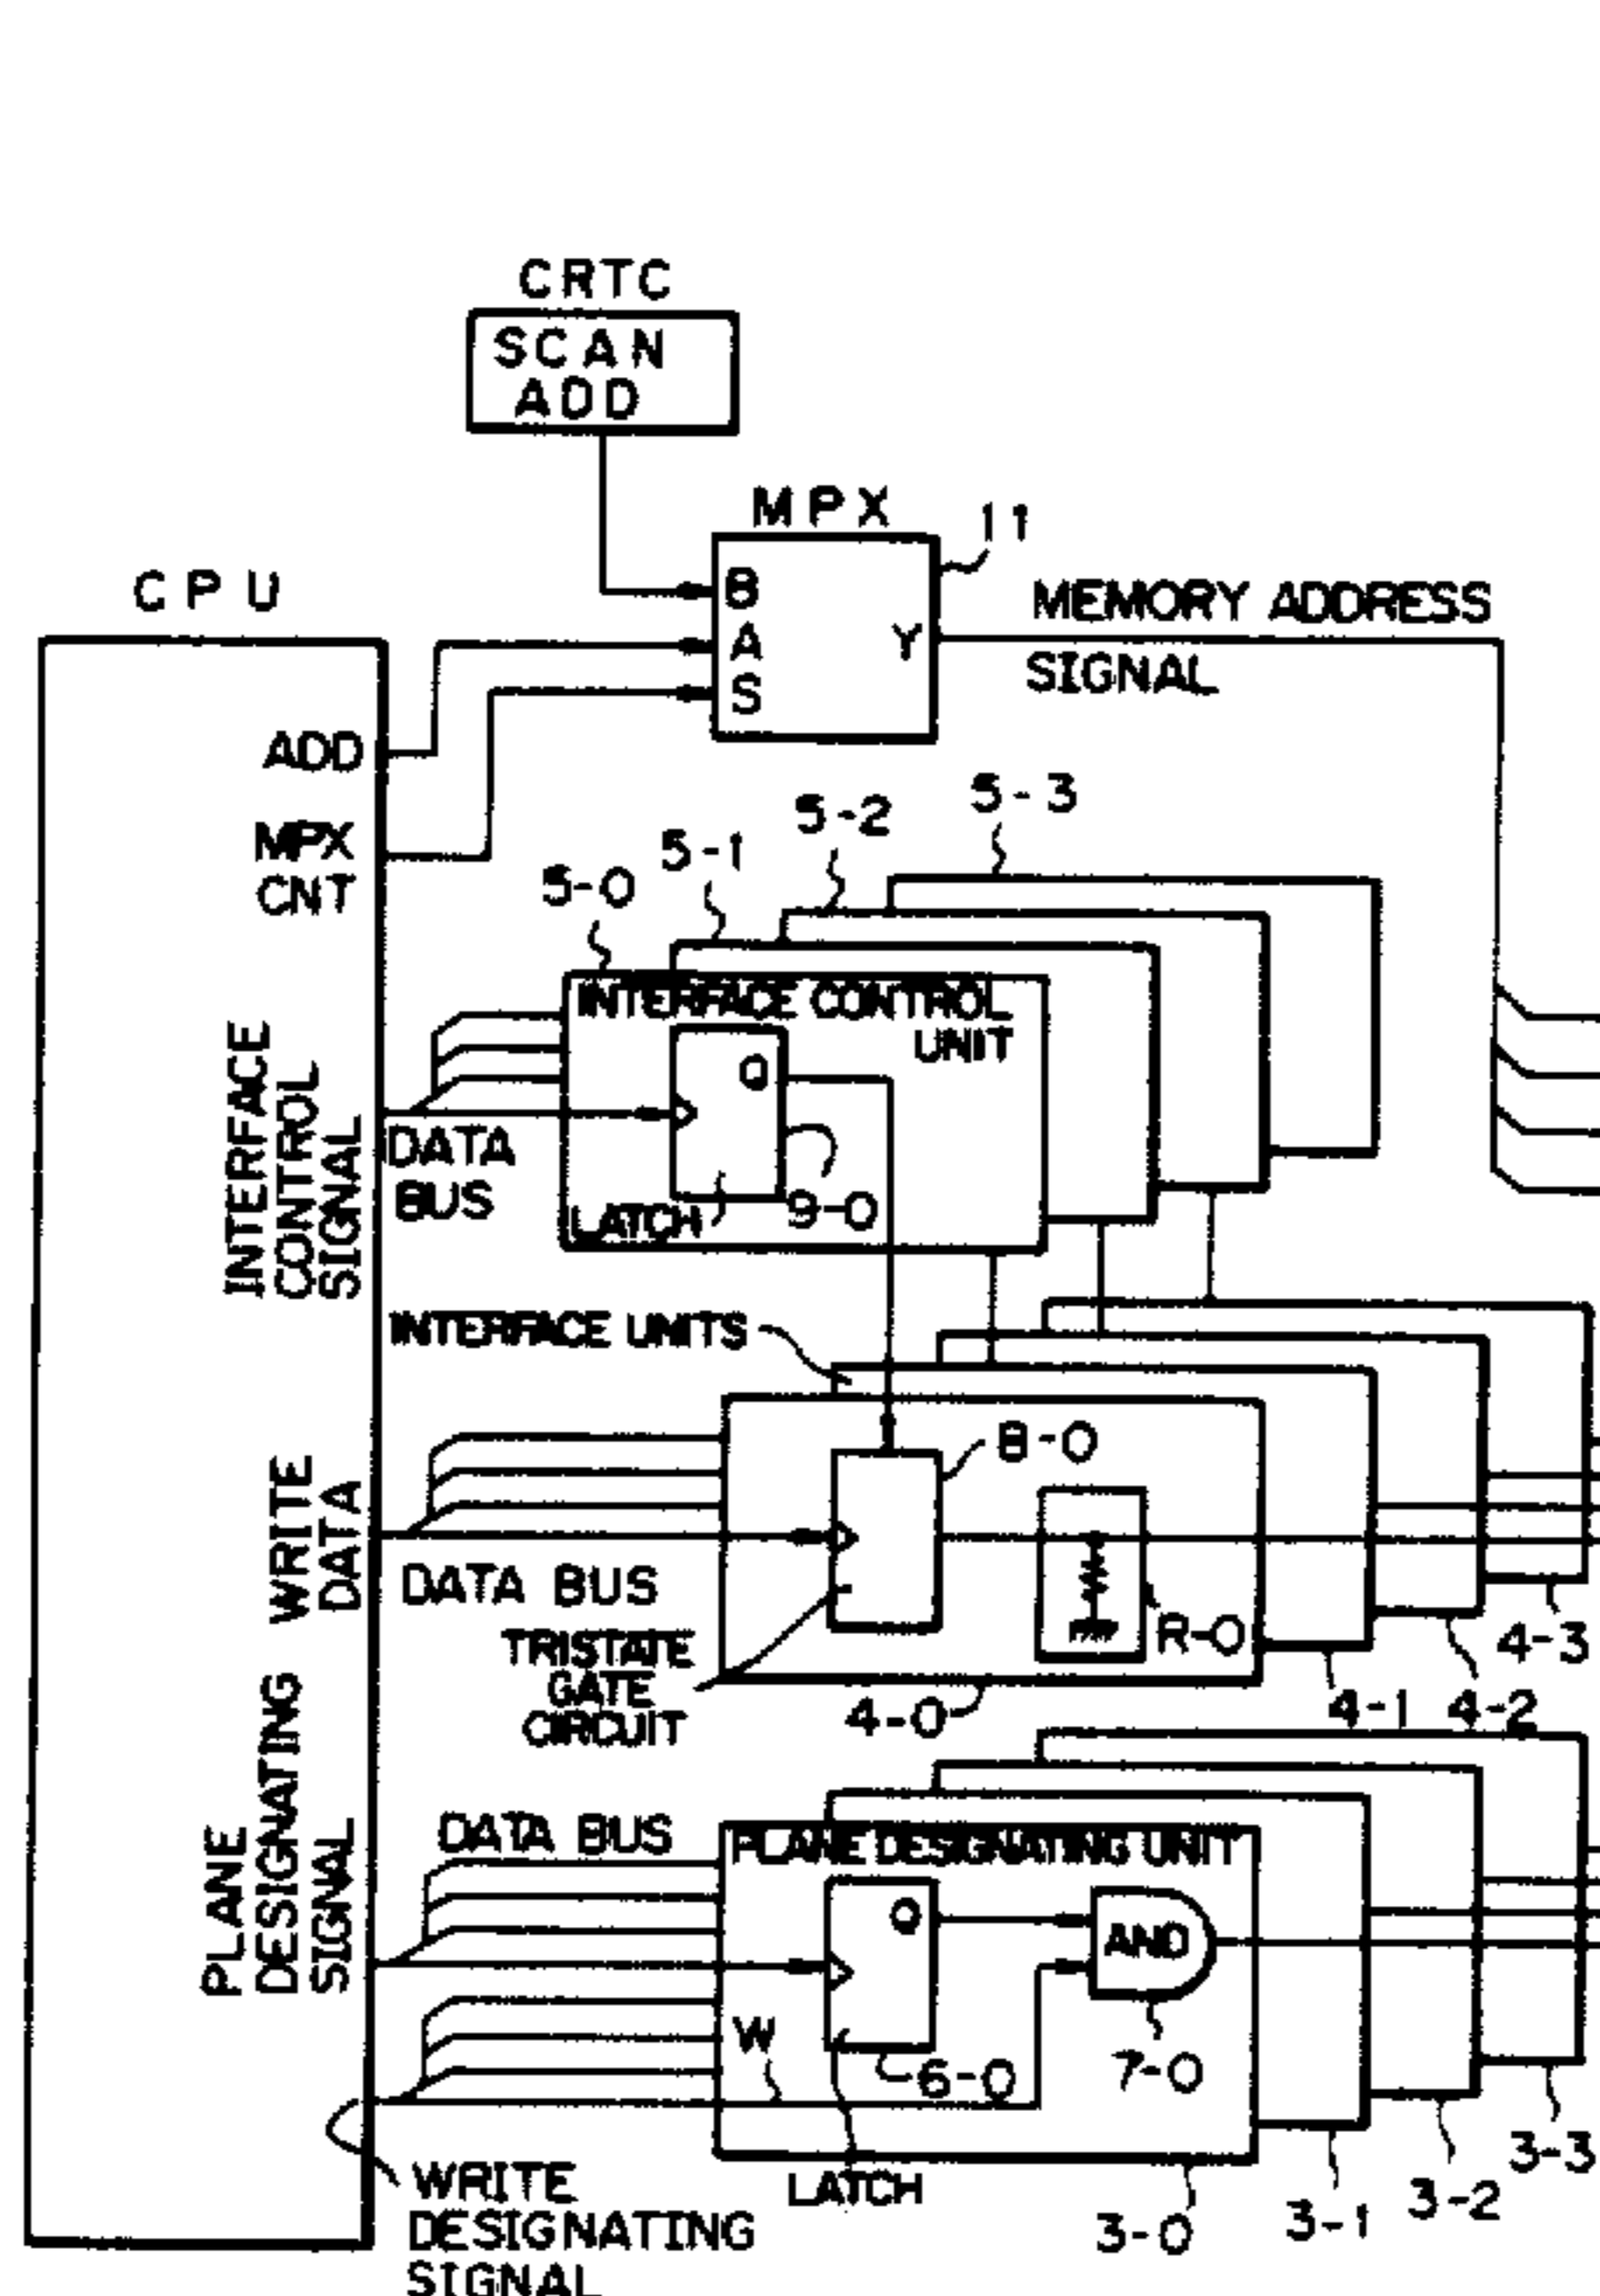 CRTC
SCAN
ADD
MPX
11
CPU
B
A
S
Y
MEMORY ADDRESS
SIGNAL
ADD
MPX
CNT
5-0
5-1
5-2
5-3
INTERFACE CONTROL
UNIT
Q
INTERFACE
CONTROL
SIGNAL
DATA
BUS
LATCH
9-0
INTERFACE UNITS
8-0
WRITE
DATA
DATA BUS
R-0
TRISTATE
GATE
CIRCUIT
4-0
4-1
4-2
4-3
PLANE
DESIGNATING
SIGNAL
DATA BUS
PLANE DESIGNATING UNIT
Q
AND
W
6-0
7-0
LATCH
3-0
3-1
3-2
3-3
WRITE
DESIGNATING
SIGNAL